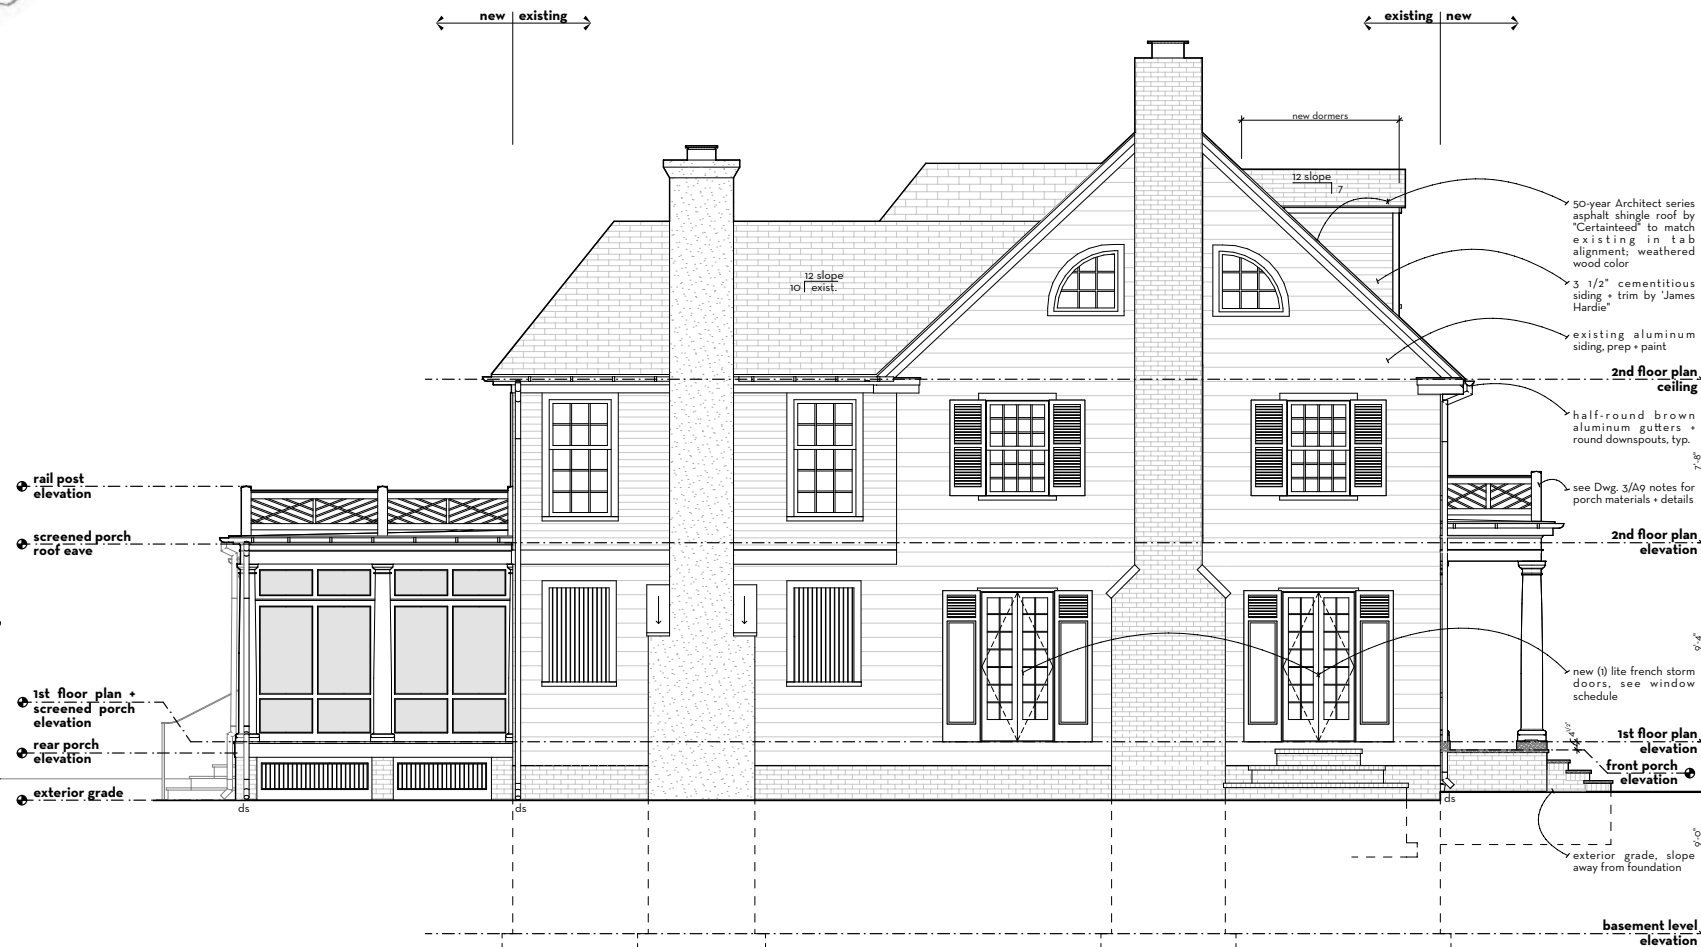 new existing
existing new
new dormers
12 slope
7
50-year Architect series
asphalt shingle roof by
"Certainteed" to match
existing in tab
alignment; weathered
wood color
12 slope
10 exist.
3 1/2" cementitious
siding + trim by 'James
Hardie"
existing aluminum
siding, prep + paint
2nd floor plan
ceiling
half-round brown
aluminum gutters +
round downspouts, typ.
7'-8"
rail post
elevation
see Dwg. 3/A9 notes for
porch materials + details
screened porch
roof eave
2nd floor plan
elevation
9'-4"
new (1) lite french storm
doors, see window
schedule
1st floor plan +
screened porch
elevation
1st floor plan
elevation
rear porch
elevation
front porch
elevation
exterior grade
ds
ds
ds
9'-0"
exterior grade, slope
away from foundation
basement level
elevation